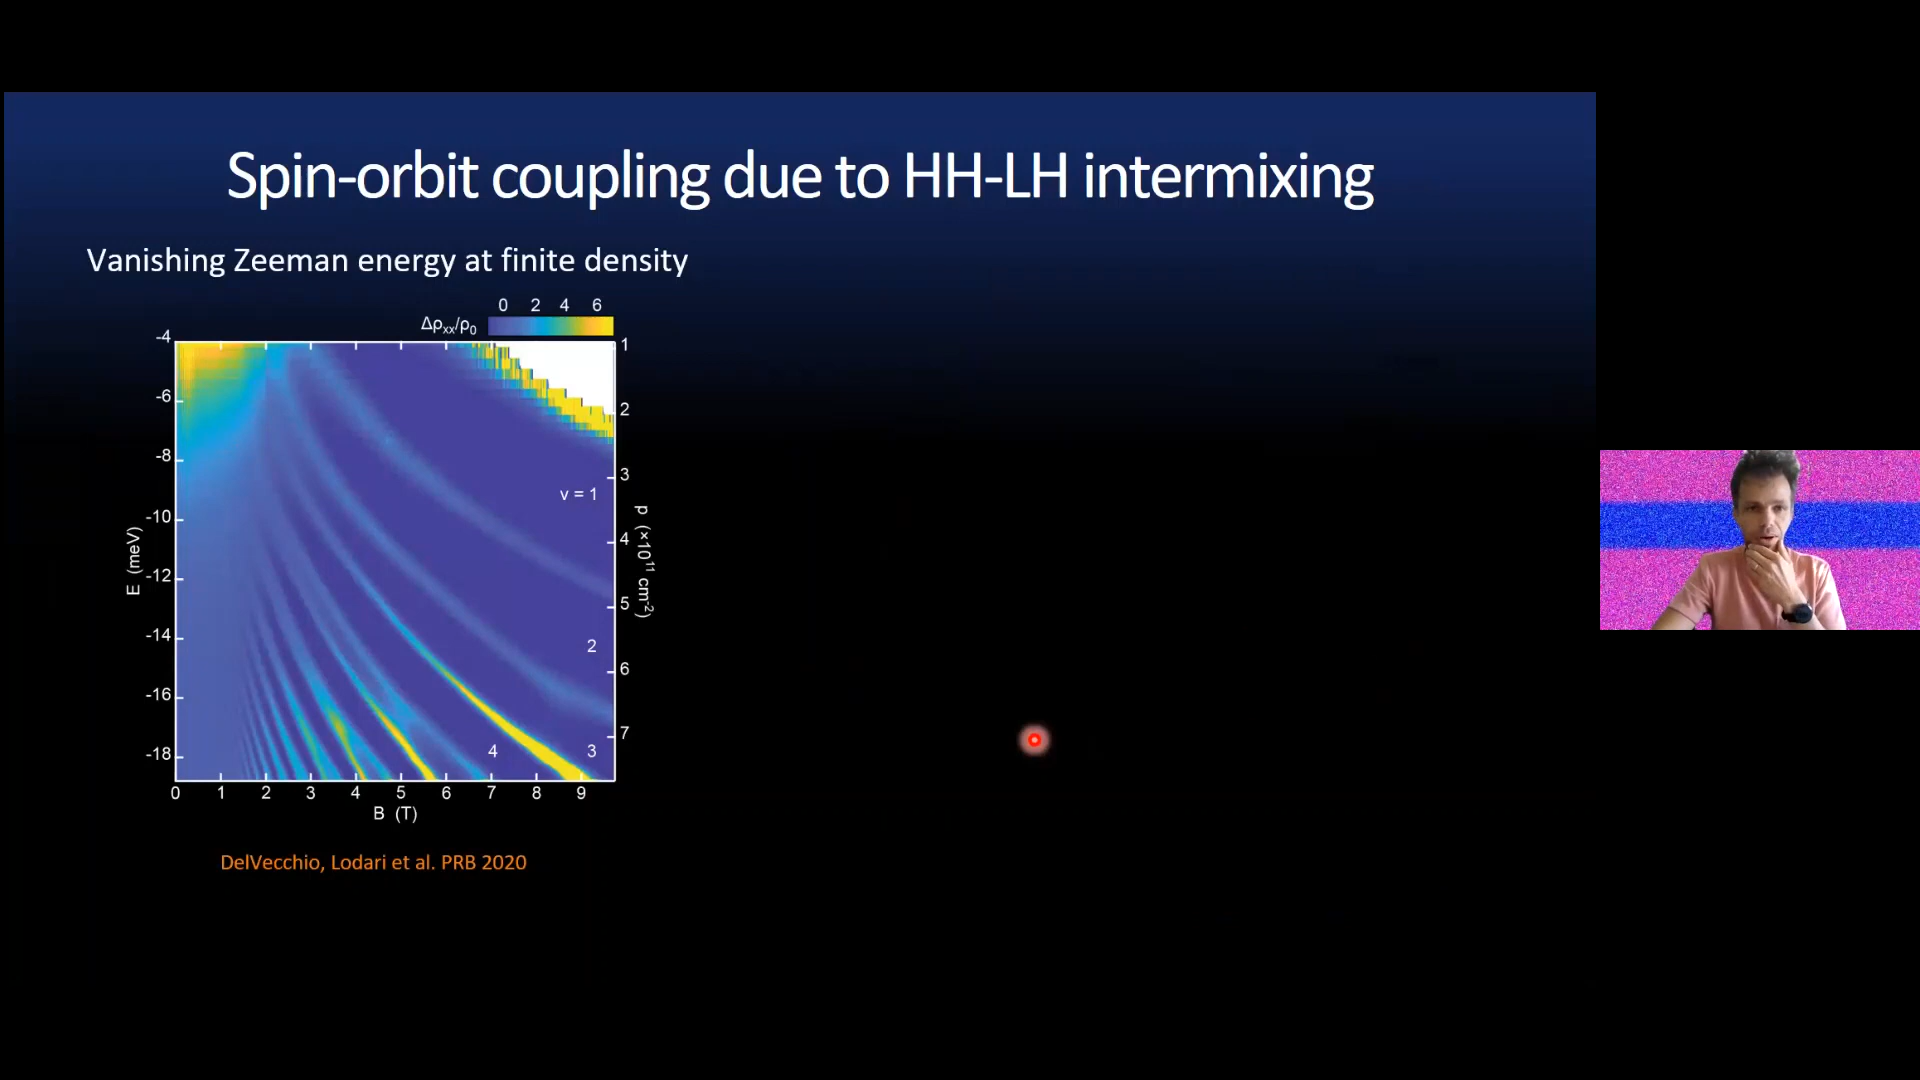 Spin-orbit coupling due to HH-LH intermixing
Vanishing Zeeman energy at finite density
0 2 4 6
Δρxx/ρ0
-4
-6
-8
-10
-12
-14
-16
-18
E (meV)
1
2
3
4
5
6
7
p (×10¹¹ cm⁻²)
ν = 1
2
4 3
0 1 2 3 4 5 6 7 8 9
B (T)
DelVecchio, Lodari et al. PRB 2020